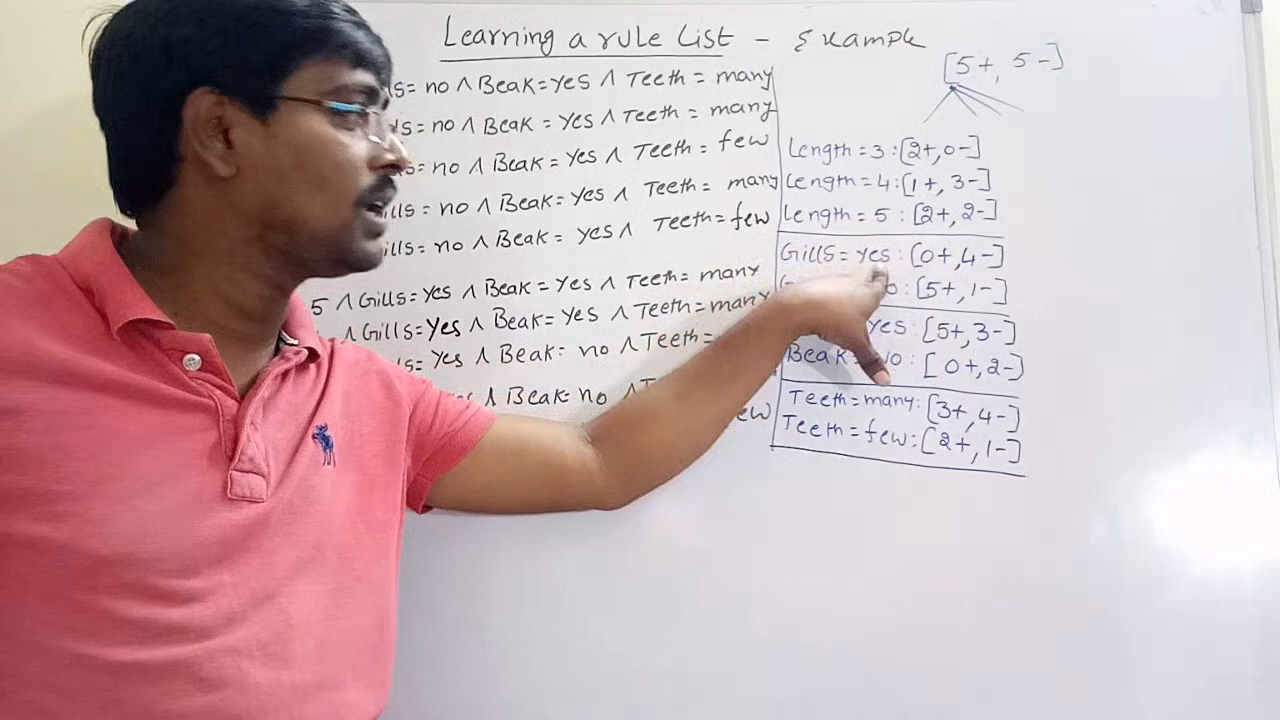 Learning a rule List - Example
[5+, 5-]
= no ∧ Beak = Yes ∧ Teeth = many
= no ∧ Beak = Yes ∧ Teeth = many
= no ∧ Beak = Yes ∧ Teeth = few
= no ∧ Beak = Yes ∧ Teeth = many
= no ∧ Beak = Yes ∧ Teeth = few
5 ∧ Gills = Yes ∧ Beak = Yes ∧ Teeth = many
∧ Gills = Yes ∧ Beak = Yes ∧ Teeth = many
= Yes ∧ Beak = no ∧ Teeth =
∧ Beak = no ∧
Length = 3 : [2+, 0-]
Length = 4 : [1+, 3-]
Length = 5 : [2+, 2-]
Gills = Yes : [0+, 4-]
: [5+, 1-]
Yes : [5+, 3-]
Beak = No : [0+, 2-]
Teeth = many : [3+, 4-]
Teeth = few : [2+, 1-]